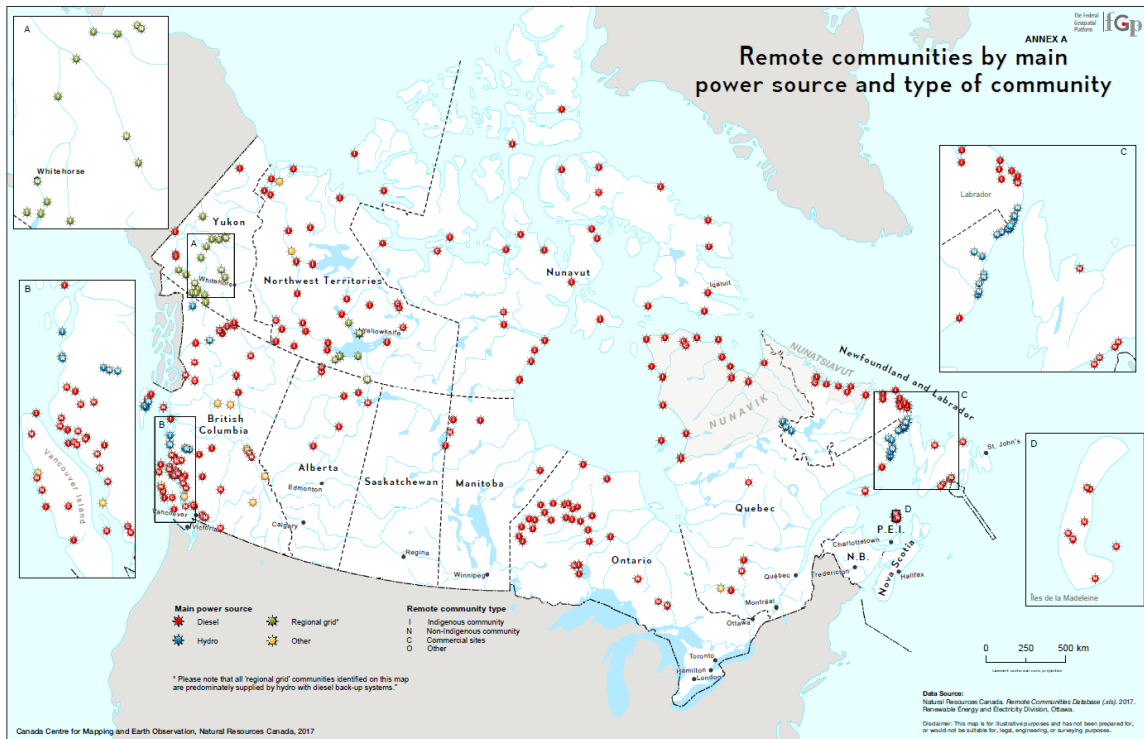 A
Whitehorse
The Federal
Geospatial
Platform
fGp
ANNEX A
Remote communities by main
power source and type of community
C
Labrador
Yukon
A
Whitehorse
Northwest Territories
Yellowknife
Nunavut
Iqaluit
B
Vancouver Island
British
Columbia
B
Vancouver
Victoria
Alberta
Edmonton
Calgary
Saskatchewan
Regina
Manitoba
Winnipeg
NUNAVIK
NUNATSIAVUT
Newfoundland and Labrador
C
St. John's
D
Îles de la Madeleine
Quebec
D
P.E.I.
Charlottetown
N.B.
Fredericton
Nova Scotia
Halifax
Québec
Montréal
Ontario
Ottawa
Toronto
Hamilton
London
Main power source
Diesel
Regional grid*
Hydro
Other
Remote community type
I Indigenous community
N Non-Indigenous community
C Commercial sites
O Other
* Please note that all 'regional grid' communities identified on this map
are predominately supplied by hydro with diesel back-up systems."
0 250 500 km
Lambert conformal conic projection
Data Source:
Natural Resources Canada. Remote Communities Database (.xls). 2017.
Renewable Energy and Electricity Division, Ottawa.
Disclaimer: This map is for illustrative purposes and has not been prepared for,
or would not be suitable for, legal, engineering, or surveying purposes.
Canada Centre for Mapping and Earth Observation, Natural Resources Canada, 2017